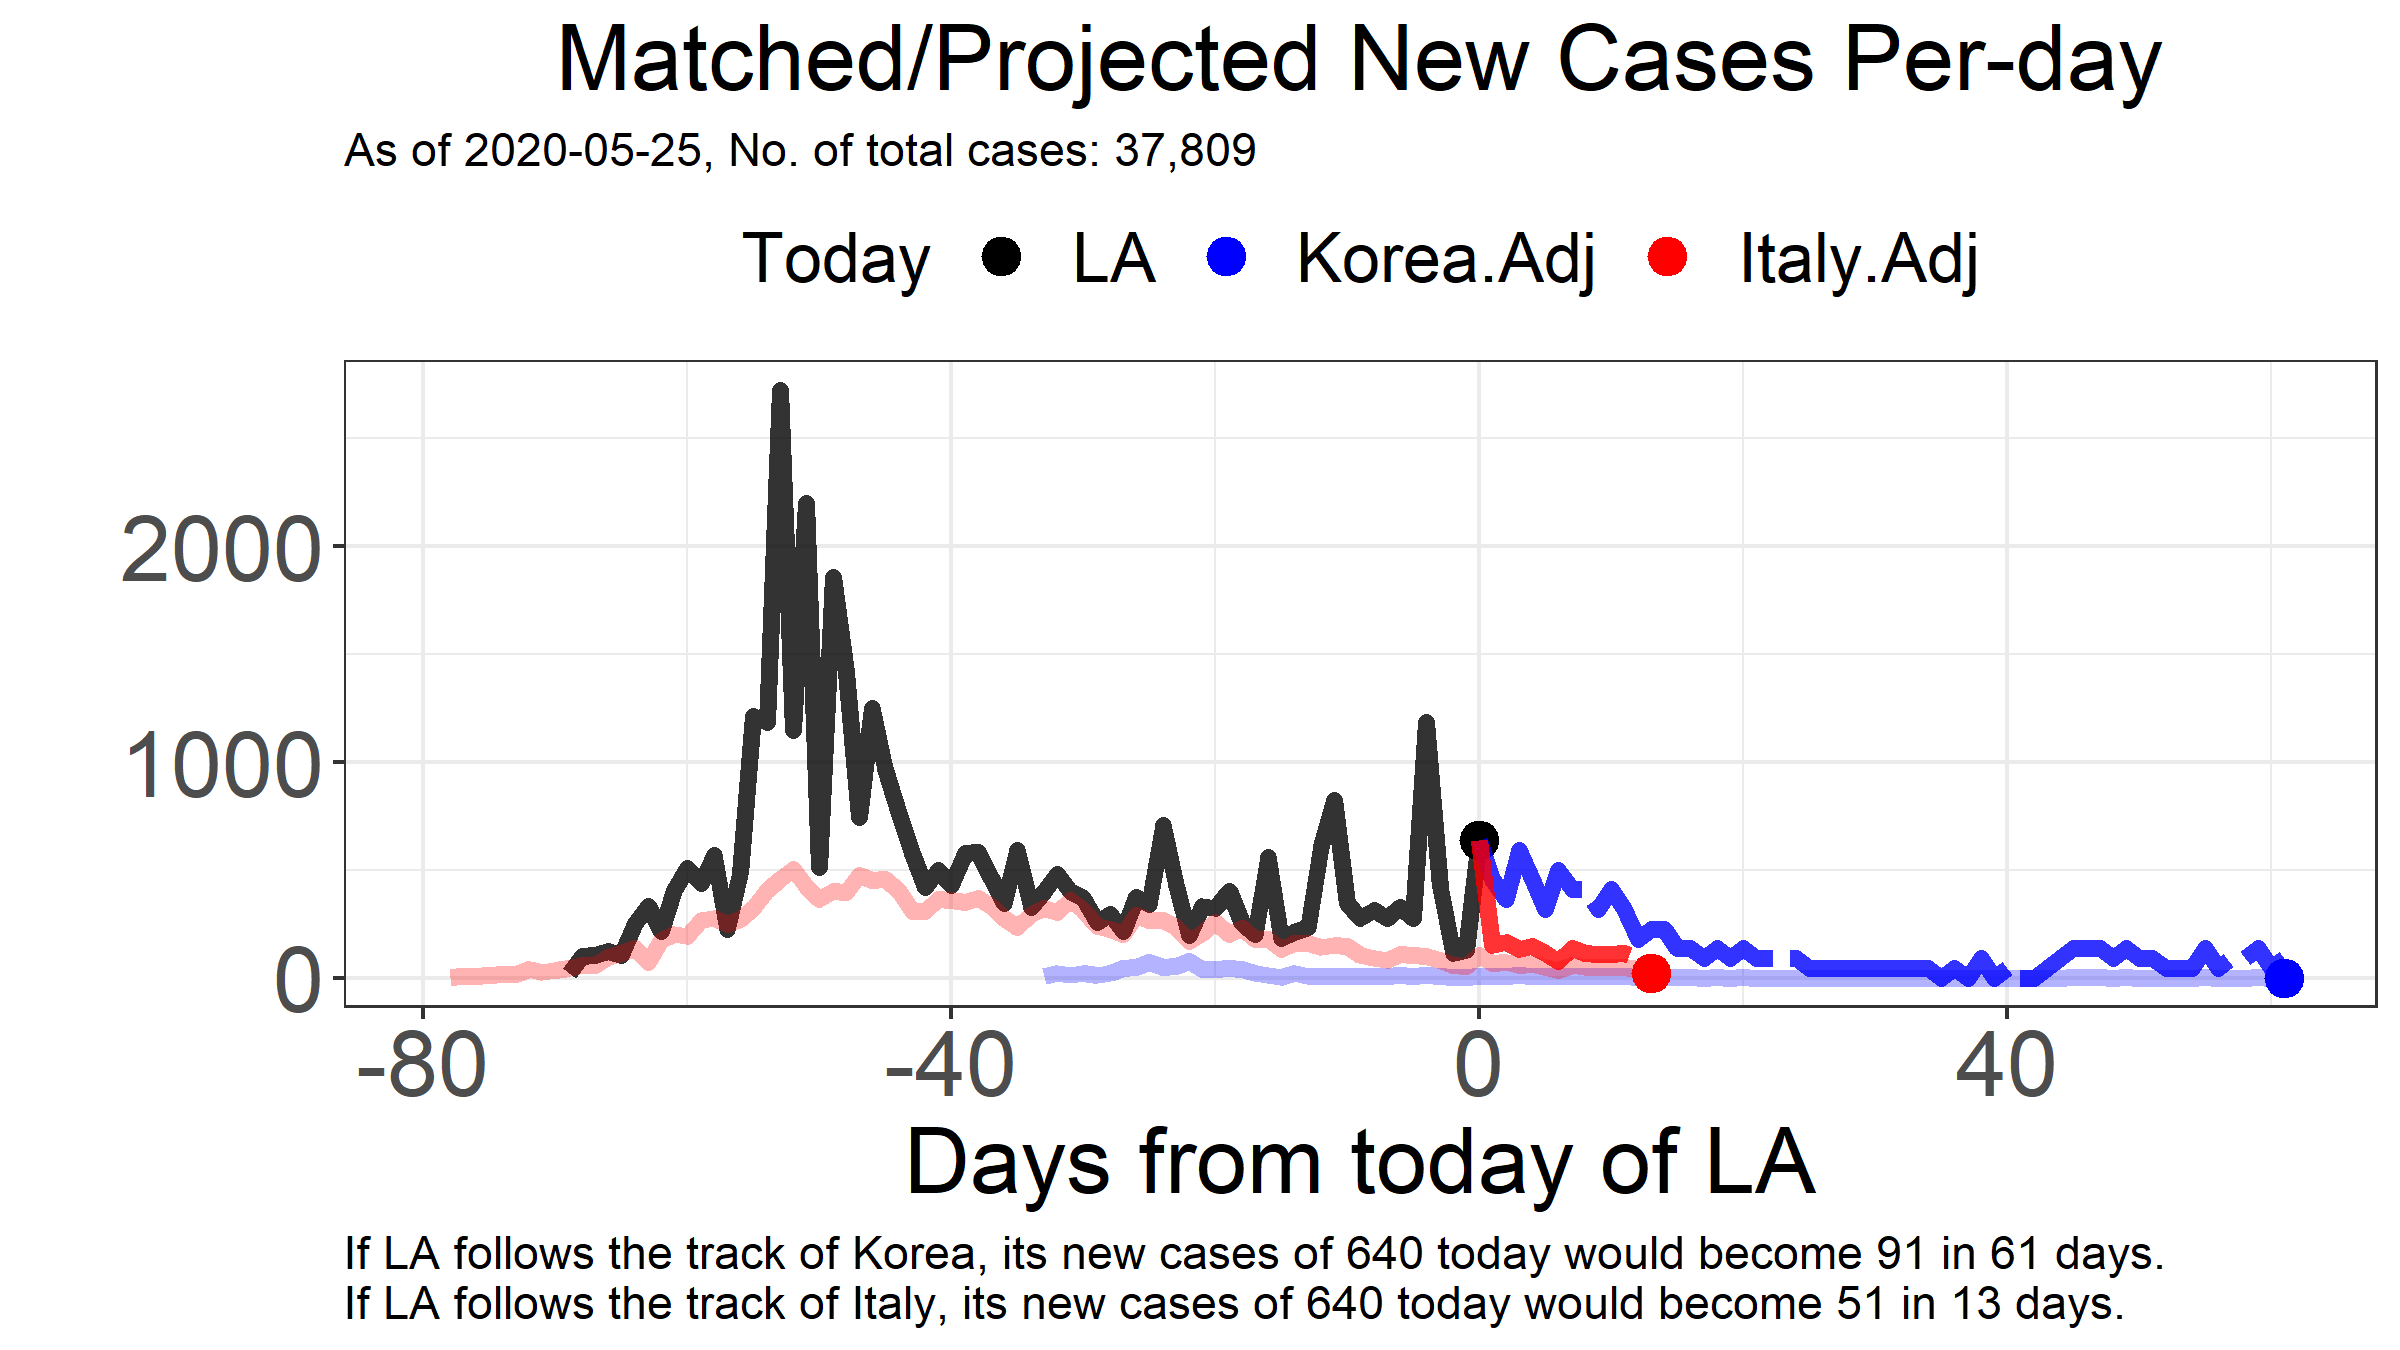 Matched/Projected New Cases Per-day
As of 2020-05-25, No. of total cases: 37,809
Today LA Korea.Adj Italy.Adj
2000
1000
0
-80 -40 0 40
Days from today of LA
If LA follows the track of Korea, its new cases of 640 today would become 91 in 61 days.
If LA follows the track of Italy, its new cases of 640 today would become 51 in 13 days.